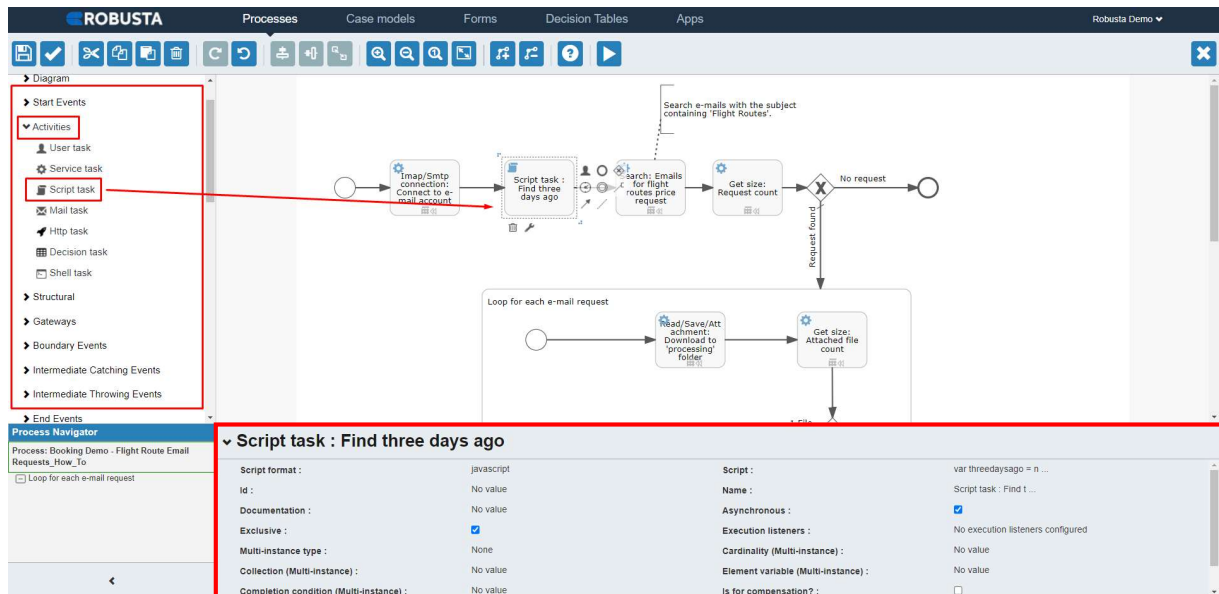 ROBUSTA
Processes
Case models
Forms
Decision Tables
Apps
Robusta Demo
Diagram
Start Events
Activities
User task
Service task
Script task
Mail task
Http task
Decision task
Shell task
Structural
Gateways
Boundary Events
Intermediate Catching Events
Intermediate Throwing Events
End Events
Search e-mails with the subject
containing 'Flight Routes'.
Imap/Smtp
connection:
Connect to e-
mail account
Script task :
Find three
days ago
earch: Emails
for flight
routes price
request
Get size:
Request count
X
No request
Request found
Loop for each e-mail request
Read/Save/Att
achment:
Download to
'processing'
folder
Get size:
Attached file
count
Process Navigator
Process: Booking Demo - Flight Route Email
Requests_How_To
Loop for each e-mail request
Script task : Find three days ago
Script format : javascript Script : var threedaysago = n ...
Id : No value Name : Script task : Find t ...
Documentation : No value Asynchronous :
Exclusive : Execution listeners : No execution listeners configured
Multi-instance type : None Cardinality (Multi-instance) : No value
Collection (Multi-instance) : No value Element variable (Multi-instance) : No value
Completion condition (Multi-instance) : No value Is for compensation? :